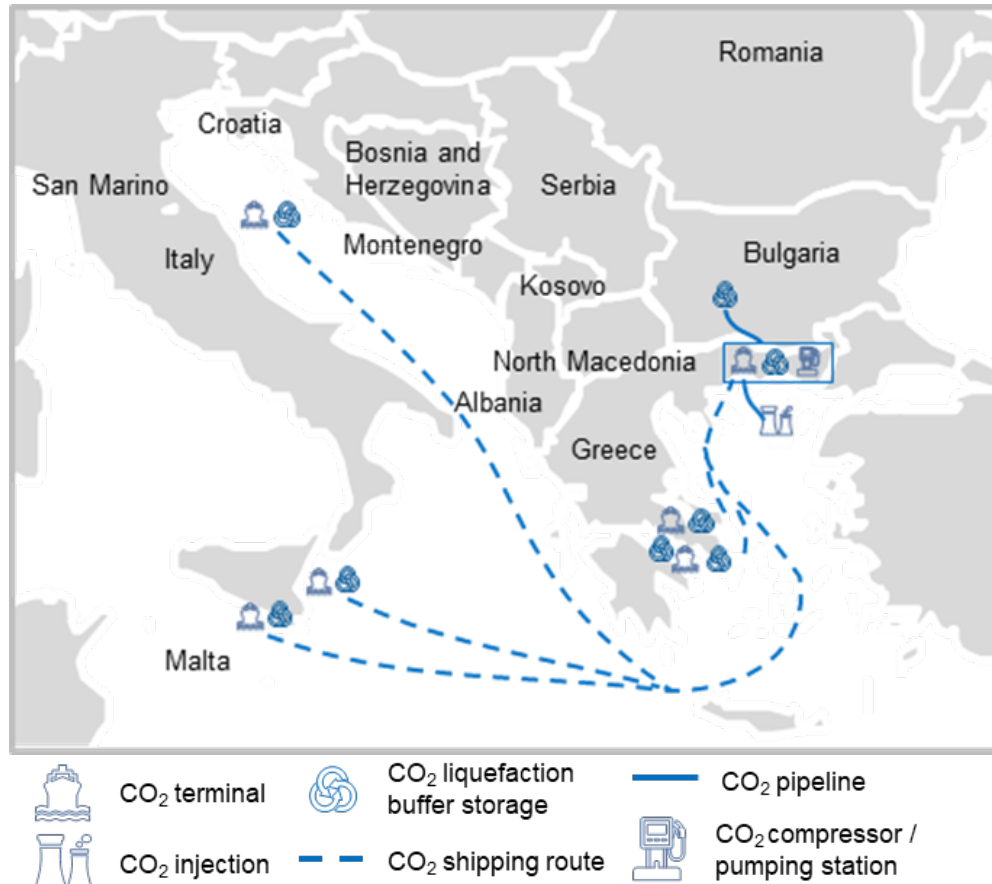 Romania
Croatia
Bosnia and
Herzegovina
San Marino
Serbia
Italy
Montenegro
Bulgaria
Kosovo
North Macedonia
Albania
Greece
Malta
CO₂ terminal
CO₂ liquefaction
buffer storage
CO₂ pipeline
CO₂ injection
CO₂ shipping route
CO₂ compressor /
pumping station